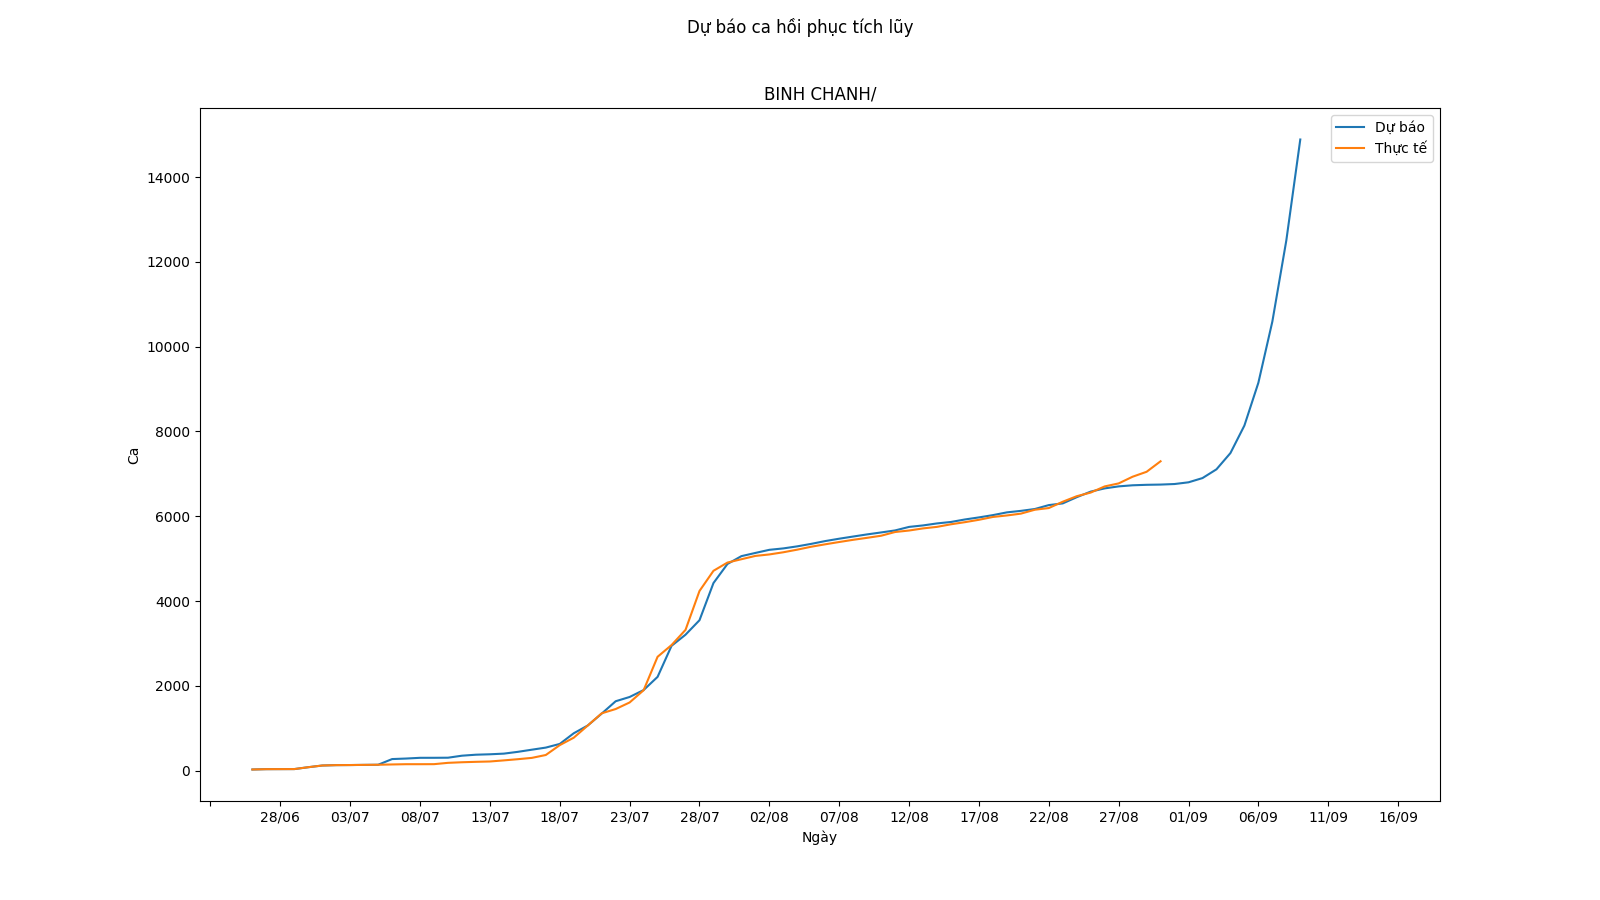 Dự báo ca hồi phục tích lũy
BINH CHANH/
Dự báo
Thực tế
14000
12000
10000
8000
6000
4000
2000
0
Ca
28/06 03/07 08/07 13/07 18/07 23/07 28/07 02/08 07/08 12/08 17/08 22/08 27/08 01/09 06/09 11/09 16/09
Ngày